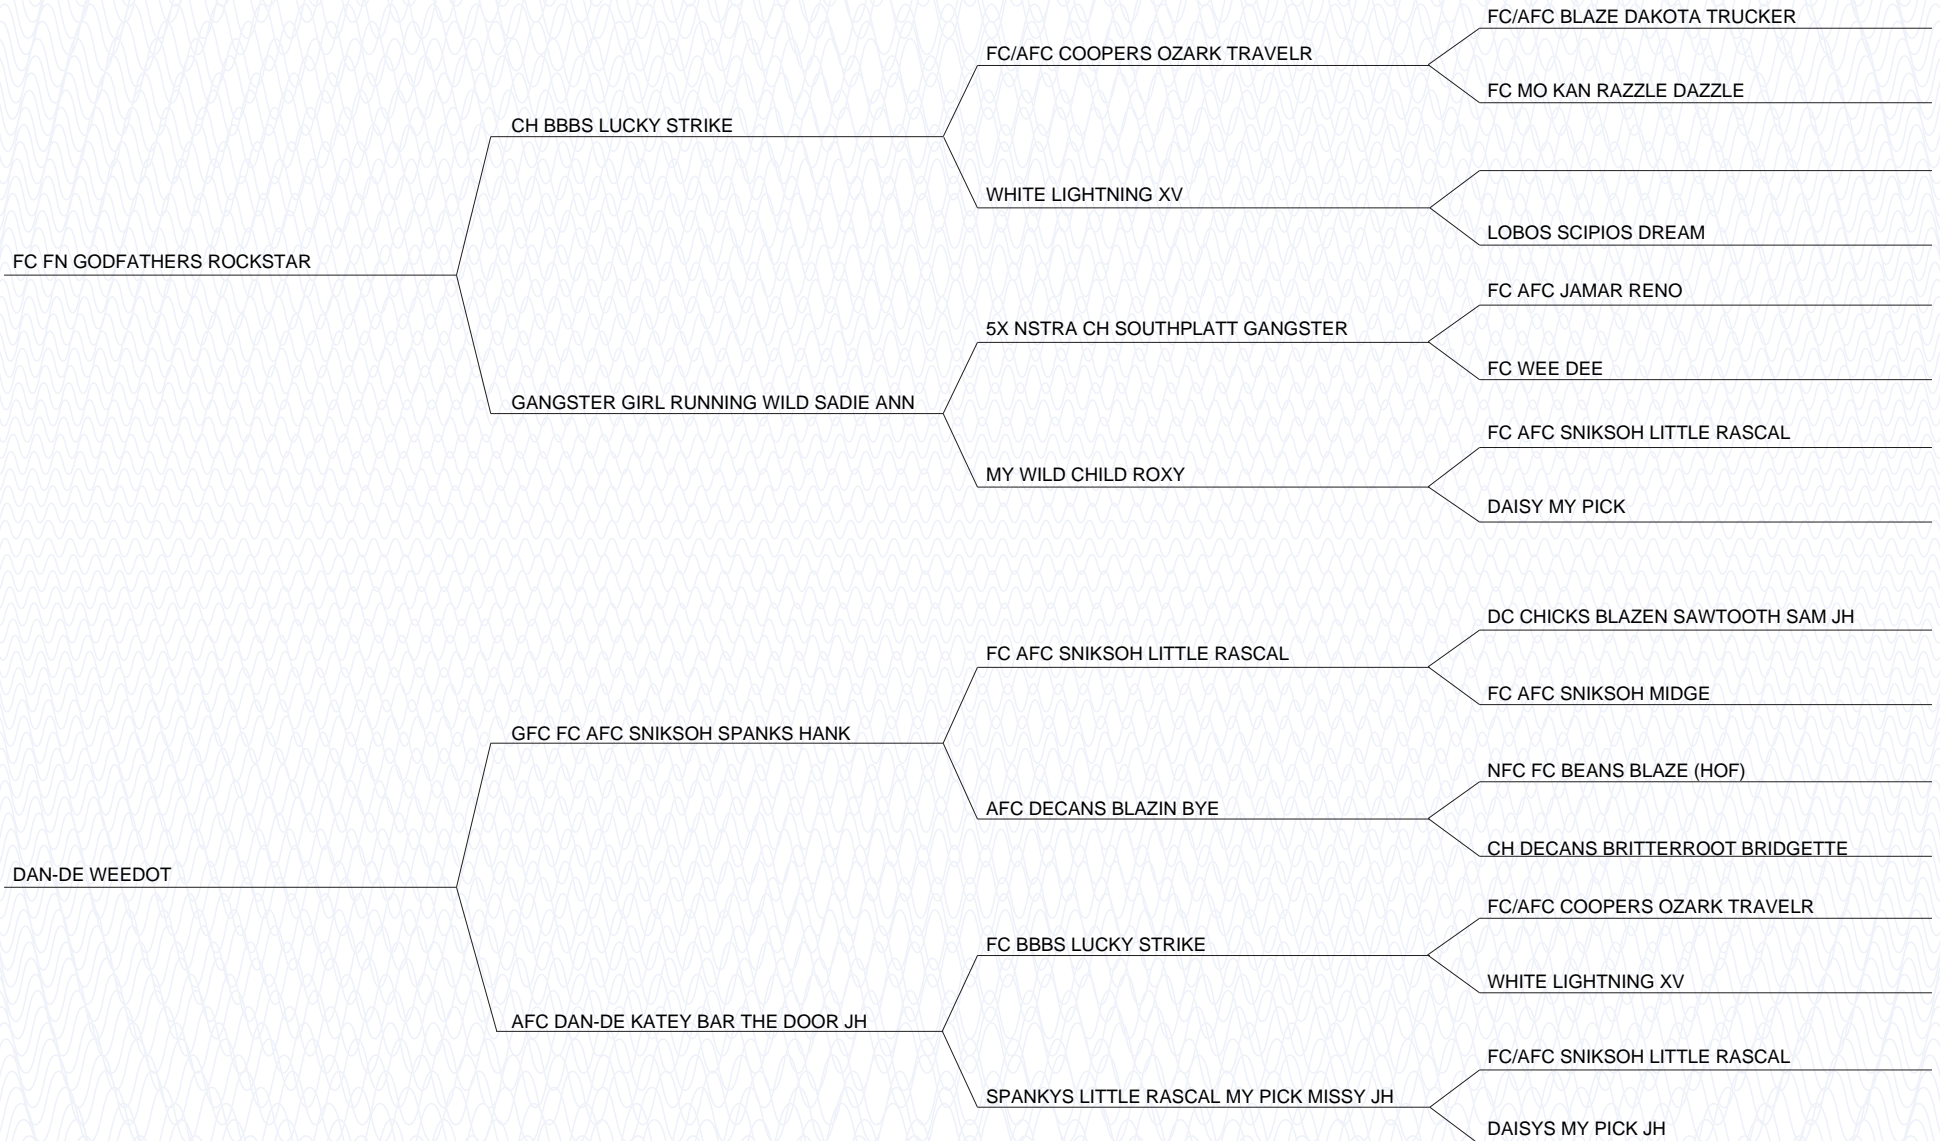 FC/AFC BLAZE DAKOTA TRUCKER
FC/AFC COOPERS OZARK TRAVELR
FC MO KAN RAZZLE DAZZLE
CH BBBS LUCKY STRIKE
WHITE LIGHTNING XV
LOBOS SCIPIOS DREAM
FC FN GODFATHERS ROCKSTAR
FC AFC JAMAR RENO
5X NSTRA CH SOUTHPLATT GANGSTER
FC WEE DEE
GANGSTER GIRL RUNNING WILD SADIE ANN
FC AFC SNIKSOH LITTLE RASCAL
MY WILD CHILD ROXY
DAISY MY PICK
DC CHICKS BLAZEN SAWTOOTH SAM JH
FC AFC SNIKSOH LITTLE RASCAL
FC AFC SNIKSOH MIDGE
GFC FC AFC SNIKSOH SPANKS HANK
NFC FC BEANS BLAZE (HOF)
AFC DECANS BLAZIN BYE
CH DECANS BRITTERROOT BRIDGETTE
DAN-DE WEEDOT
FC/AFC COOPERS OZARK TRAVELR
FC BBBS LUCKY STRIKE
WHITE LIGHTNING XV
AFC DAN-DE KATEY BAR THE DOOR JH
FC/AFC SNIKSOH LITTLE RASCAL
SPANKYS LITTLE RASCAL MY PICK MISSY JH
DAISYS MY PICK JH